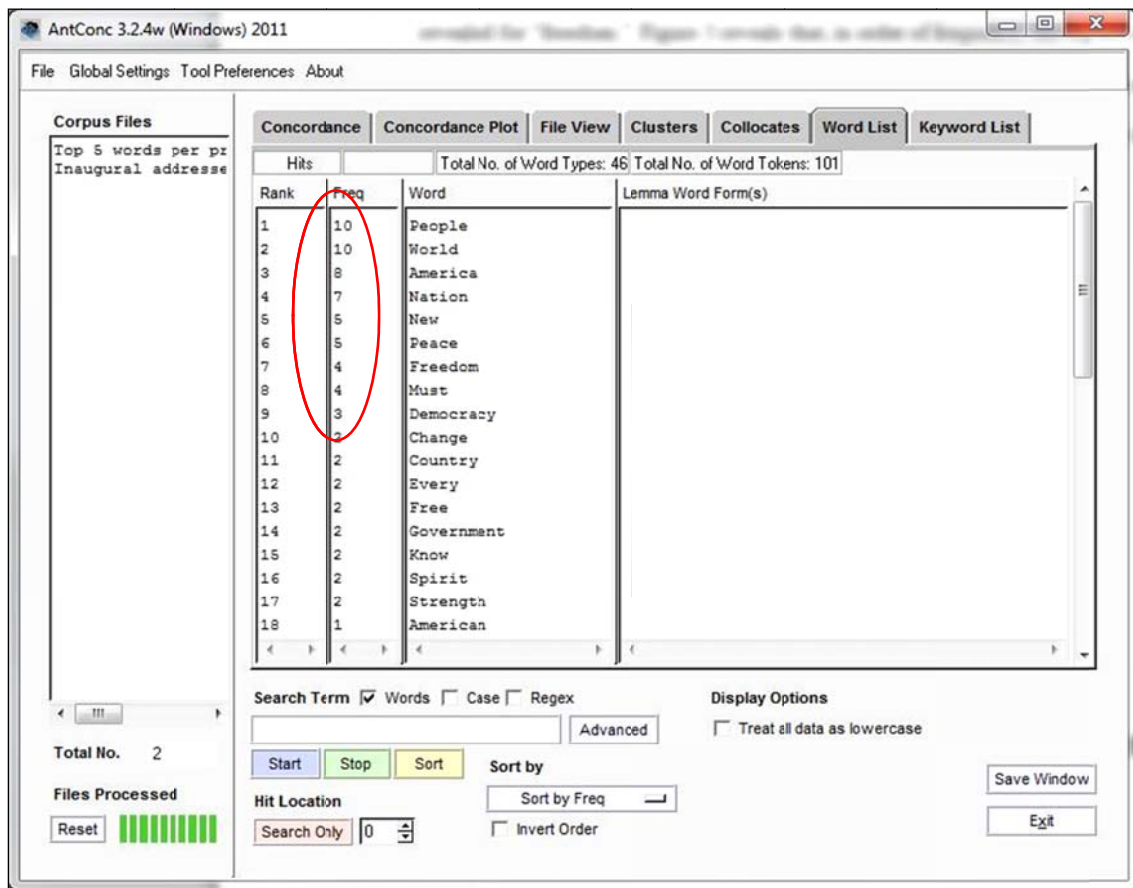 AntConc 3.2.4w (Windows) 2011
File Global Settings Tool Preferences About
Corpus Files
Top 5 words per pr
Inaugural addresse
Concordance Concordance Plot File View Clusters Collocates Word List Keyword List
Hits Total No. of Word Types: 46 Total No. of Word Tokens: 101
Rank Freq Word Lemma Word Form(s)
1 10 People
2 10 World
3 8 America
4 7 Nation
5 5 New
6 5 Peace
7 4 Freedom
8 4 Must
9 3 Democracy
10 2 Change
11 2 Country
12 2 Every
13 2 Free
14 2 Government
15 2 Know
16 2 Spirit
17 2 Strength
18 1 American
Search Term Words Case Regex Display Options
Advanced Treat all data as lowercase
Total No. 2
Start Stop Sort Sort by
Save Window
Files Processed
Hit Location Sort by Freq
Reset Search Only 0 Invert Order Exit